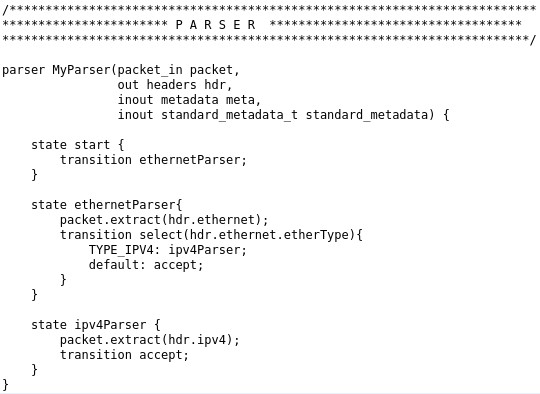 /*************************************************************************
*********************** P A R S E R  ***********************************
*************************************************************************/

parser MyParser(packet_in packet,
                out headers hdr,
                inout metadata meta,
                inout standard_metadata_t standard_metadata) {

    state start {
        transition ethernetParser;
    }

    state ethernetParser{
        packet.extract(hdr.ethernet);
        transition select(hdr.ethernet.etherType){
            TYPE_IPV4: ipv4Parser;
            default: accept;
        }
    }

    state ipv4Parser {
        packet.extract(hdr.ipv4);
        transition accept;
    }
}